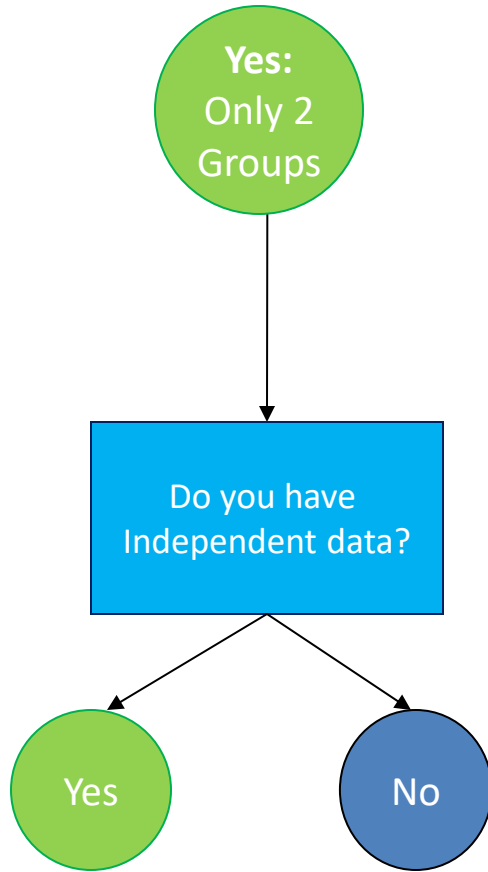 Yes:
Only 2
Groups
Do you have
Independent data?
Yes
No